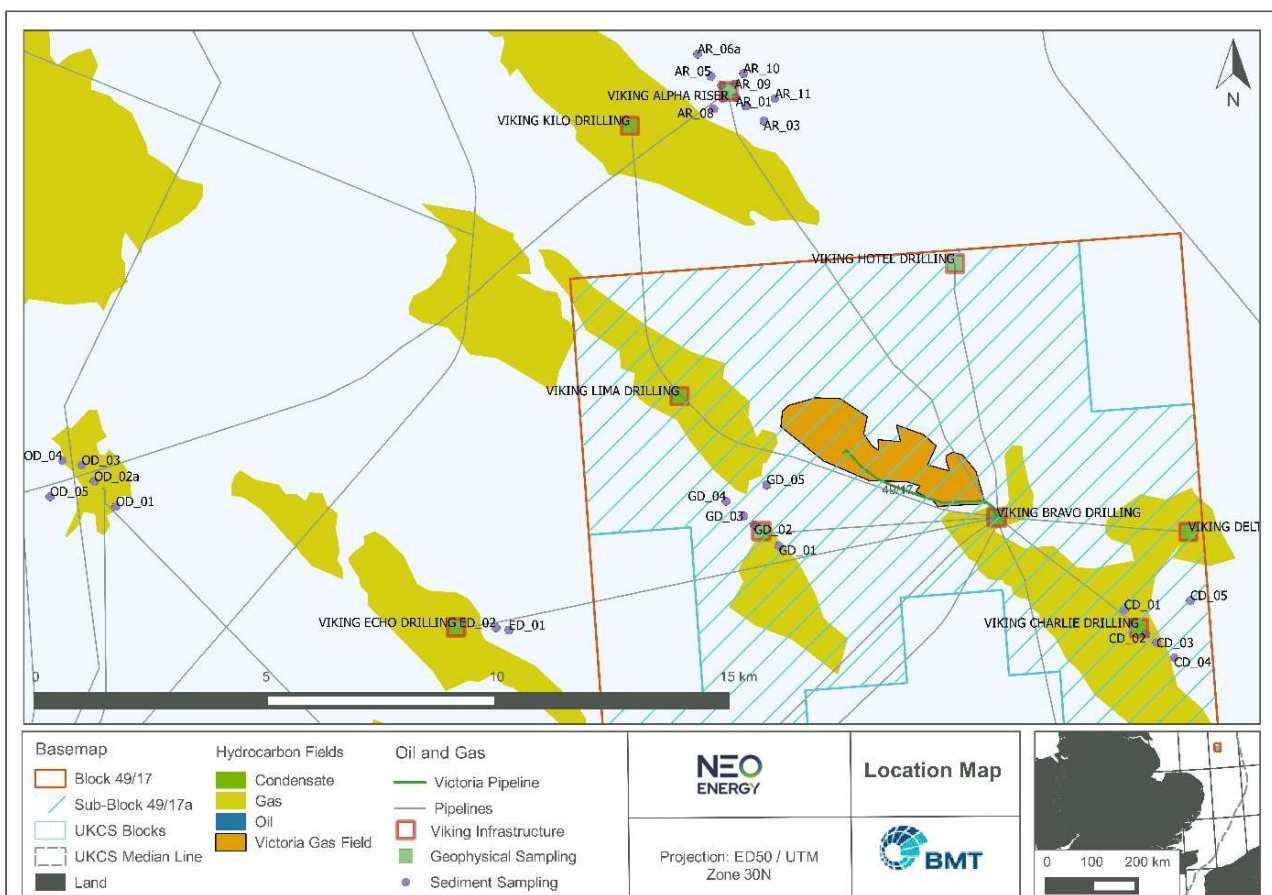 AR_06a
AR_05
AR_10
AR_09
VIKING ALPHA RISER
AR_01
AR_11
AR_08
AR_03
VIKING KILO DRILLING
N
VIKING HOTEL DRILLING
VIKING LIMA DRILLING
OD_04
OD_03
OD_02a
OD_05
OD_01
GD_05
GD_04
49/17
GD_03
GD_02
GD_01
VIKING BRAVO DRILLING
VIKING DELT
CD_05
CD_01
VIKING CHARLIE DRILLING
CD_02
CD_03
CD_04
VIKING ECHO DRILLING
ED_02
ED_01
0
5
10
15 km
Basemap
Block 49/17
Sub-Block 49/17a
UKCS Blocks
UKCS Median Line
Land
Hydrocarbon Fields
Condensate
Gas
Oil
Victoria Gas Field
Oil and Gas
Victoria Pipeline
Pipelines
Viking Infrastructure
Geophysical Sampling
Sediment Sampling
NEO
ENERGY
Projection: ED50 / UTM
Zone 30N
Location Map
BMT
0 100 200 km